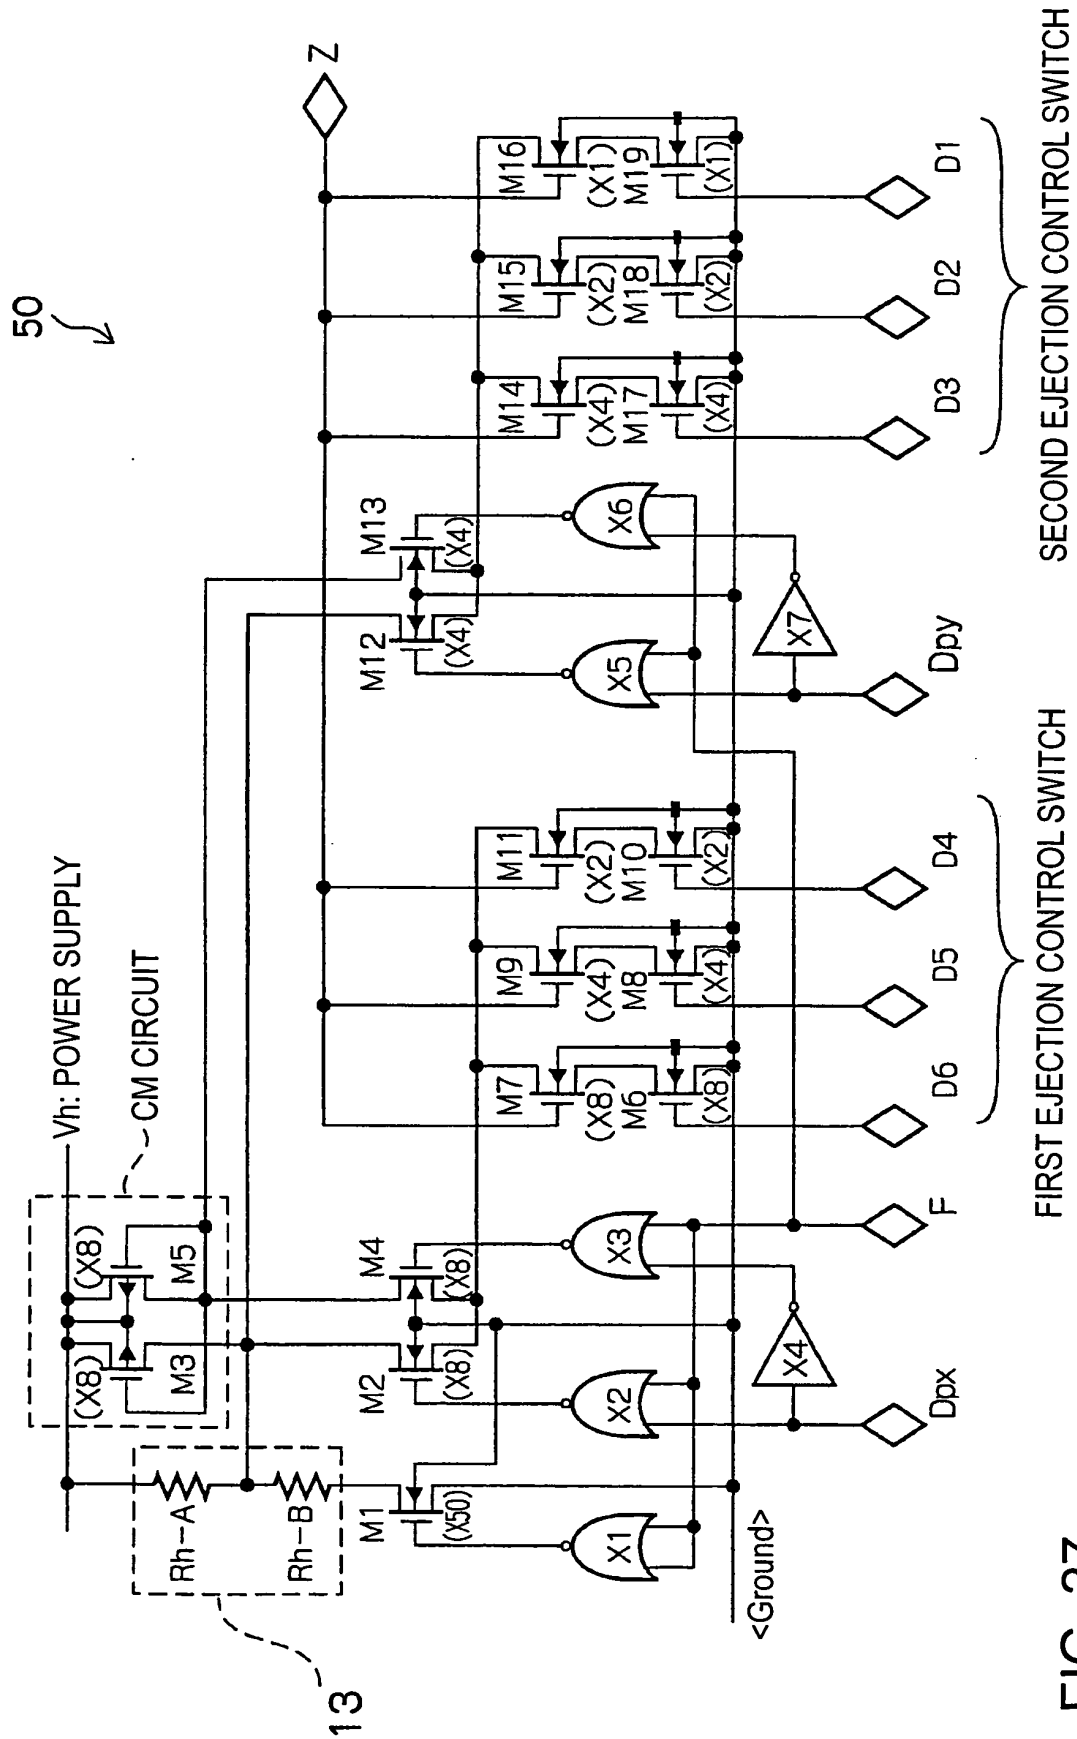 50
Vh: POWER SUPPLY
CM CIRCUIT
(X8)
(X8)
M3
M5
13
Rh-A
Rh-B
Z
M1
(X50)
M2
(X8)
M4
(X8)
M7
(X8)
M6
(X8)
M9
(X4)
M8
(X4)
M11
(X2)
M10
(X2)
M12
(X4)
M13
(X4)
M14
(X4)
M17
(X4)
M15
(X2)
M18
(X2)
M16
(X1)
M19
(X1)
X1
X2
X3
X4
X5
X6
X7
<Ground>
Dpx
F
D6
D5
D4
Dpy
D3
D2
D1
FIRST EJECTION CONTROL SWITCH
SECOND EJECTION CONTROL SWITCH